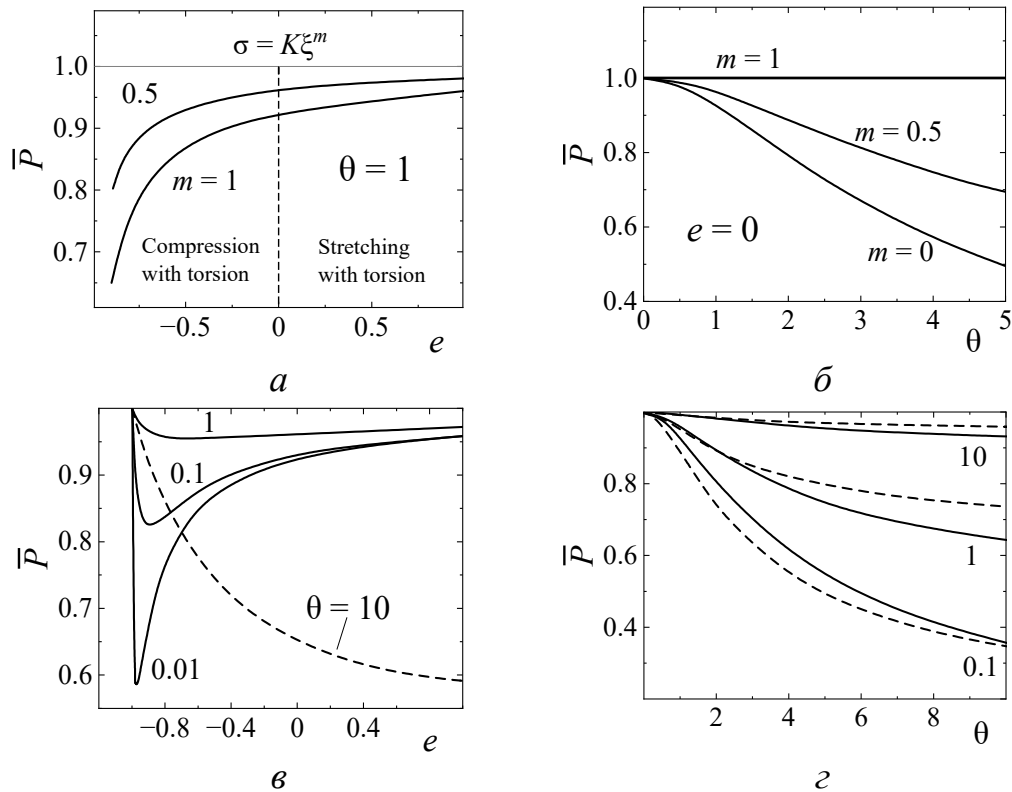 σ = Kξᵐ
1.0
0.5
0.9
P̅
m = 1
θ = 1
0.8
0.7
Compression
with torsion
Stretching
with torsion
−0.5
0
0.5
e
а
m = 1
1.0
m = 0.5
P̅
0.8
e = 0
m = 0
0.6
0.4
0
1
2
3
4
5
θ
б
1
0.9
0.1
P̅
0.8
0.7
θ = 10
0.6
0.01
−0.8
−0.4
0
0.4
e
в
10
0.8
P̅
0.6
1
0.4
0.1
2
4
6
8
θ
г